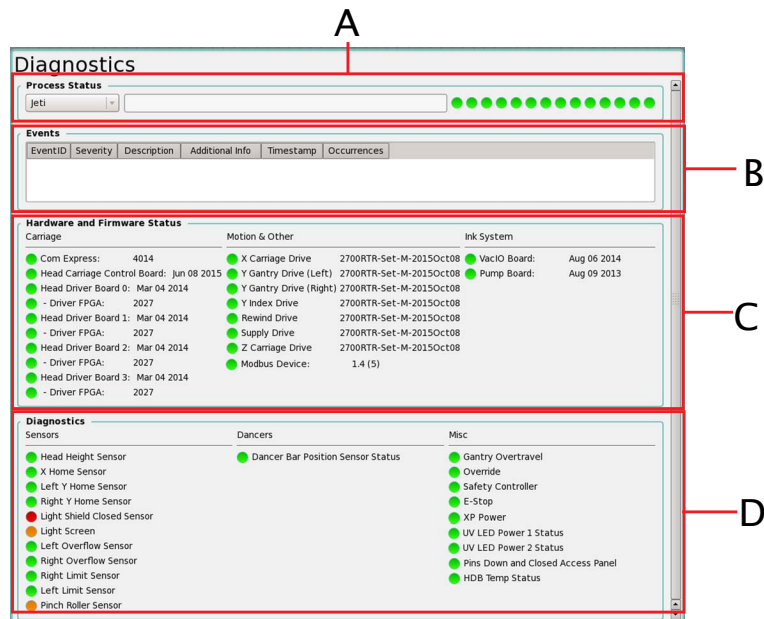 A
Diagnostics
Process Status
Jeti
Events
EventID Severity Description Additional Info Timestamp Occurrences
B
Hardware and Firmware Status
Carriage
Com Express: 4014
Head Carriage Control Board: Jun 08 2015
Head Driver Board 0: Mar 04 2014
- Driver FPGA: 2027
Head Driver Board 1: Mar 04 2014
- Driver FPGA: 2027
Head Driver Board 2: Mar 04 2014
- Driver FPGA: 2027
Head Driver Board 3: Mar 04 2014
- Driver FPGA: 2027
Motion & Other
X Carriage Drive 2700RTR-Set-M-2015Oct08
Y Gantry Drive (Left) 2700RTR-Set-M-2015Oct08
Y Gantry Drive (Right) 2700RTR-Set-M-2015Oct08
Y Index Drive 2700RTR-Set-M-2015Oct08
Rewind Drive 2700RTR-Set-M-2015Oct08
Supply Drive 2700RTR-Set-M-2015Oct08
Z Carriage Drive 2700RTR-Set-M-2015Oct08
Modbus Device: 1.4 (5)
Ink System
VacIO Board: Aug 06 2014
Pump Board: Aug 09 2013
C
Diagnostics
Sensors
Head Height Sensor
X Home Sensor
Left Y Home Sensor
Right Y Home Sensor
Light Shield Closed Sensor
Light Screen
Left Overflow Sensor
Right Overflow Sensor
Right Limit Sensor
Left Limit Sensor
Pinch Roller Sensor
Dancers
Dancer Bar Position Sensor Status
Misc
Gantry Overtravel
Override
Safety Controller
E-Stop
XP Power
UV LED Power 1 Status
UV LED Power 2 Status
Pins Down and Closed Access Panel
HDB Temp Status
D